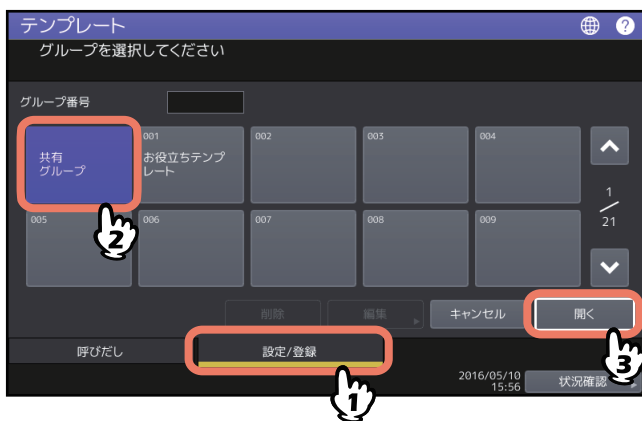 テンプレート
?
グループを選択してください
グループ番号
共有
グループ
001
お役立ちテンプ
レート
002
003
004
1
21
005
006
007
008
009
2
削除
編集
キャンセル
開く
呼びだし
設定/登録
3
1
2016/05/10
15:56
状況確認